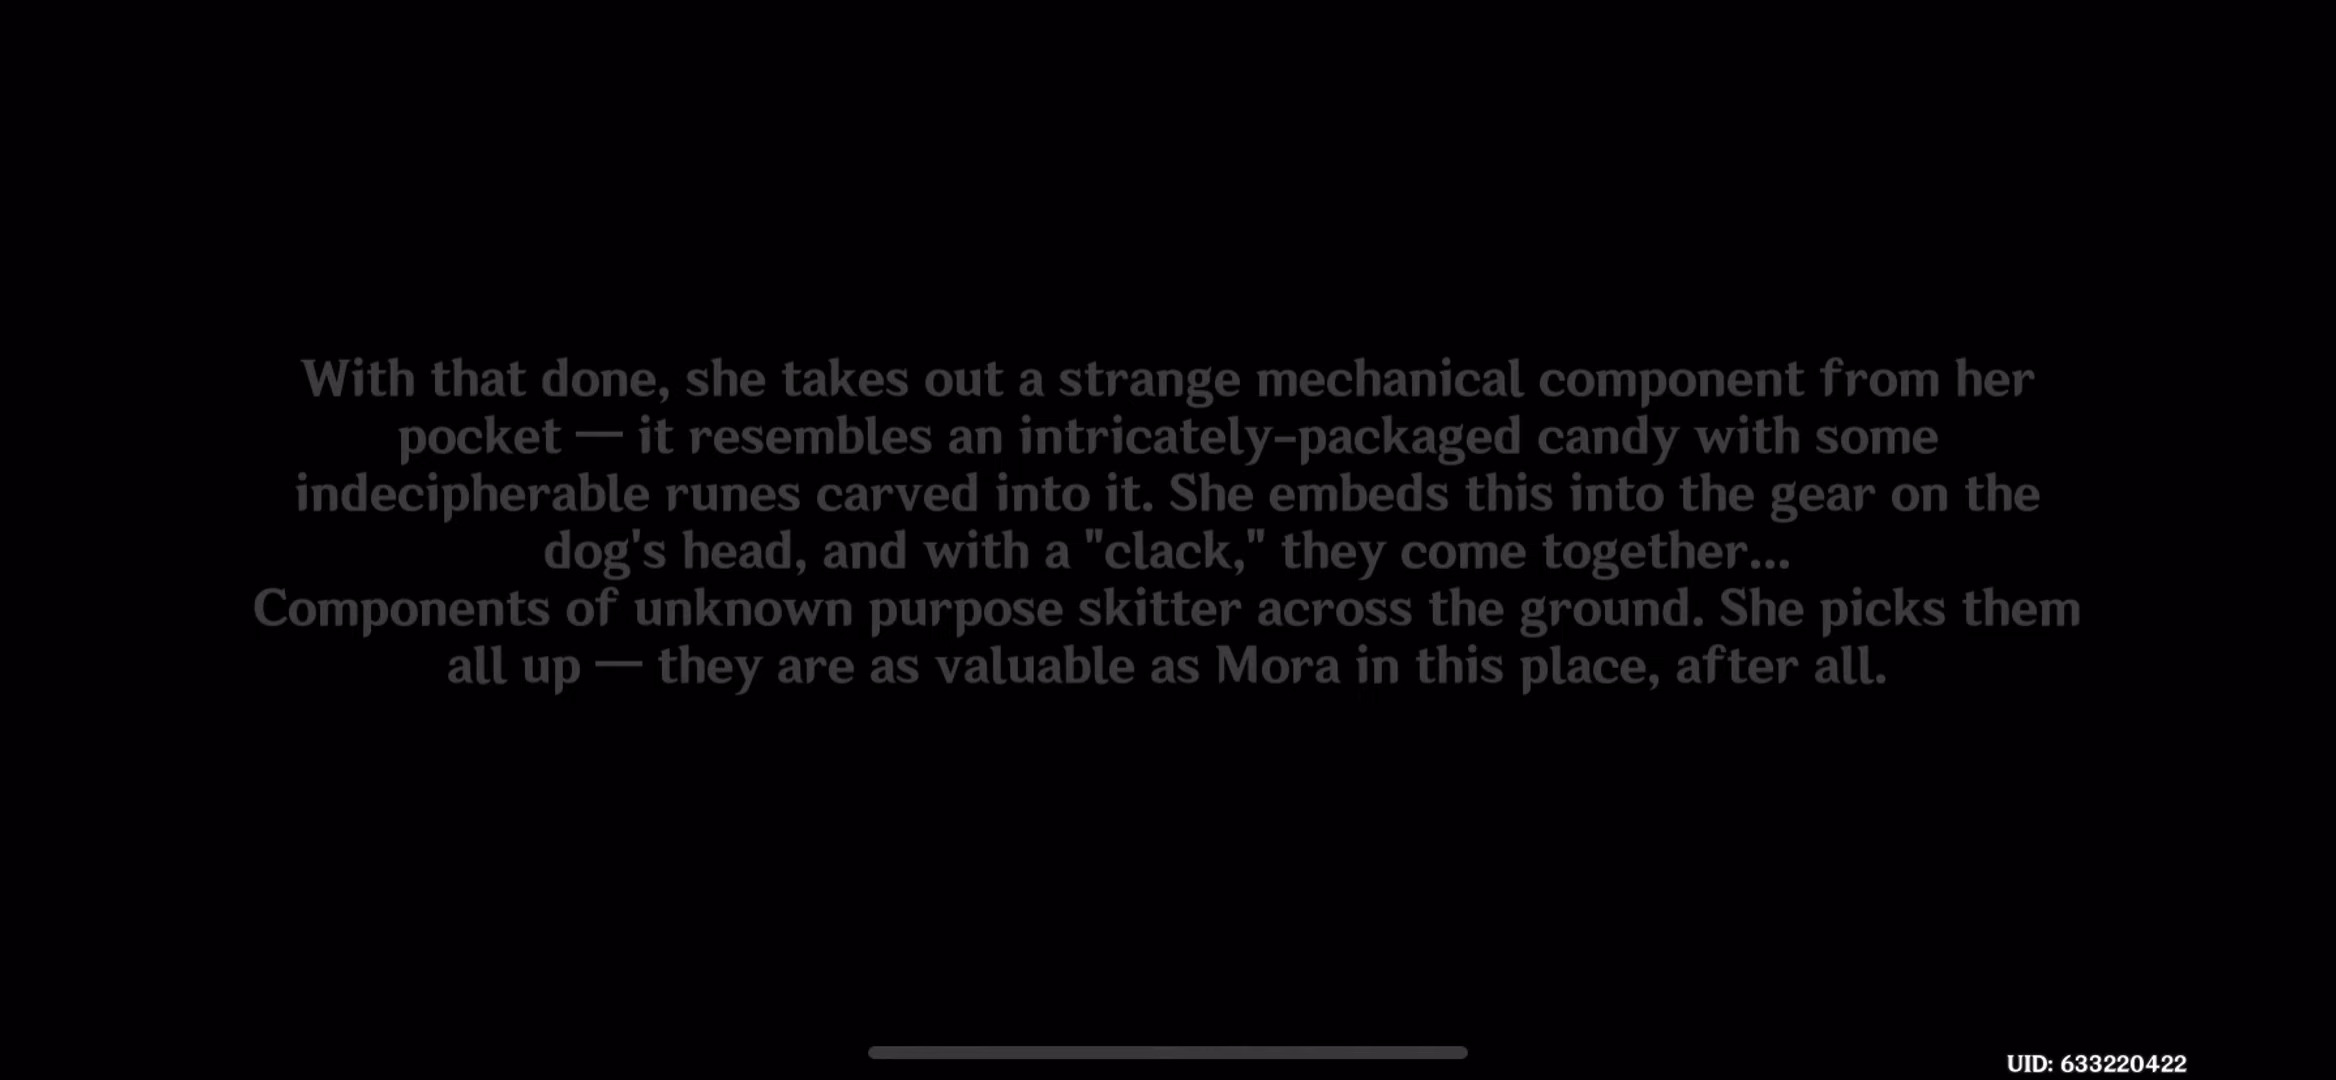 With that done, she takes out a strange mechanical component from her
pocket — it resembles an intricately-packaged candy with some
indecipherable runes carved into it. She embeds this into the gear on the
dog's head, and with a "clack," they come together...
Components of unknown purpose skitter across the ground. She picks them
all up — they are as valuable as Mora in this place, after all.
UID: 633220422